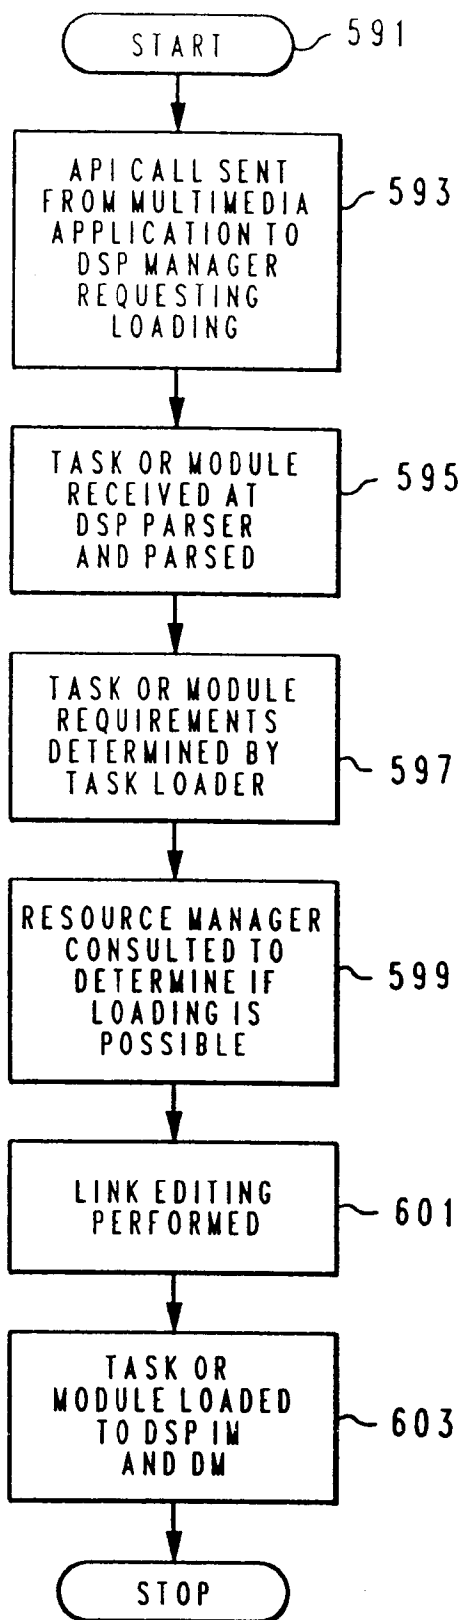 START
591
API CALL SENT
FROM MULTIMEDIA
APPLICATION TO
DSP MANAGER
REQUESTING
LOADING
593
TASK OR MODULE
RECEIVED AT
DSP PARSER
AND PARSED
595
TASK OR MODULE
REQUIREMENTS
DETERMINED BY
TASK LOADER
597
RESOURCE MANAGER
CONSULTED TO
DETERMINE IF
LOADING IS
POSSIBLE
599
LINK EDITING
PERFORMED
601
TASK OR
MODULE LOADED
TO DSP IM
AND DM
603
STOP